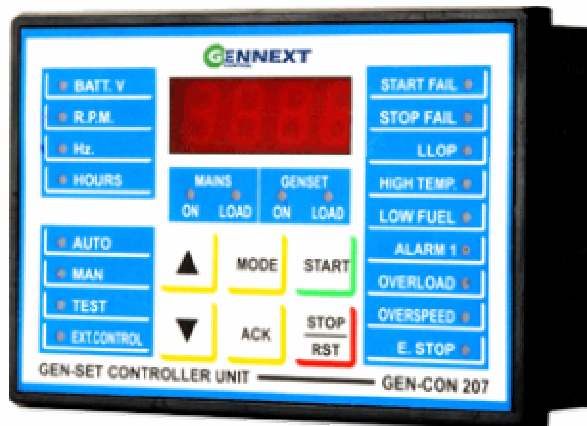 GENNEXT
CONTROL
BATT. V
R.P.M.
Hz.
HOURS
MAINS
ON LOAD
GENSET
ON LOAD
START FAIL
STOP FAIL
LLOP
HIGH TEMP.
LOW FUEL
ALARM 1
OVERLOAD
OVERSPEED
E. STOP
AUTO
MAN
TEST
EXT.CONTROL
▲ MODE START
▼ ACK STOP
RST
GEN-SET CONTROLLER UNIT
GEN-CON 207